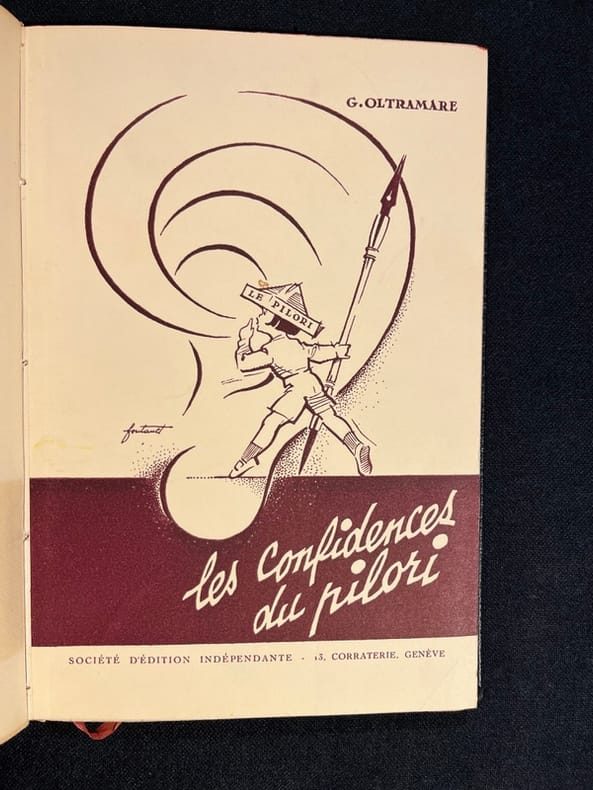 G. OLTRAMARE
LE PILORI
fontanet
les confidences
du pilori
SOCIÉTÉ D'ÉDITION INDÉPENDANTE - 13, CORRATERIE, GENÈVE